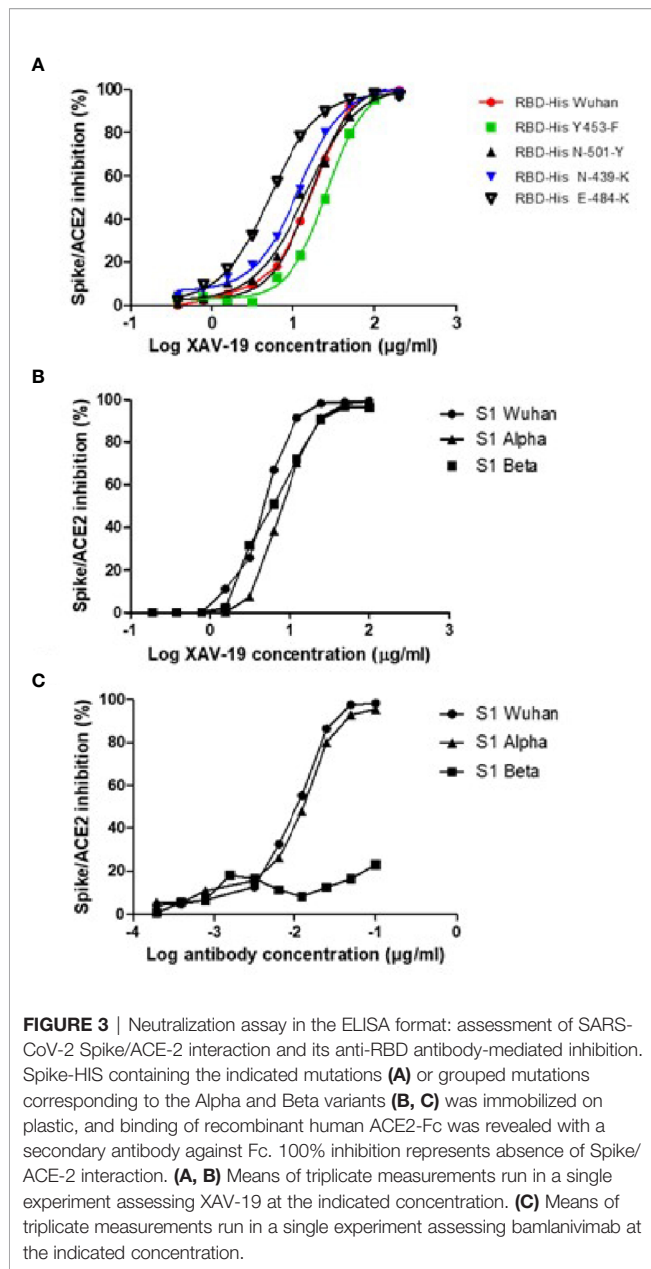 A
Spike/ACE2 inhibition (%)
100
80
60
40
20
0
-1
0
1
2
3
Log XAV-19 concentration (µg/ml)
RBD-His Wuhan
RBD-His Y453-F
RBD-His N-501-Y
RBD-His N-439-K
RBD-His E-484-K
B
Spike/ACE2 inhibition (%)
100
80
60
40
20
0
-1
0
1
2
3
Log XAV-19 concentration (µg/ml)
S1 Wuhan
S1 Alpha
S1 Beta
C
Spike/ACE2 inhibition (%)
100
80
60
40
20
0
-4
-3
-2
-1
0
Log antibody concentration (µg/ml)
S1 Wuhan
S1 Alpha
S1 Beta
FIGURE 3 | Neutralization assay in the ELISA format: assessment of SARS-
CoV-2 Spike/ACE-2 interaction and its anti-RBD antibody-mediated inhibition.
Spike-HIS containing the indicated mutations (A) or grouped mutations
corresponding to the Alpha and Beta variants (B, C) was immobilized on
plastic, and binding of recombinant human ACE2-Fc was revealed with a
secondary antibody against Fc. 100% inhibition represents absence of Spike/
ACE-2 interaction. (A, B) Means of triplicate measurements run in a single
experiment assessing XAV-19 at the indicated concentration. (C) Means of
triplicate measurements run in a single experiment assessing bamlanivimab at
the indicated concentration.